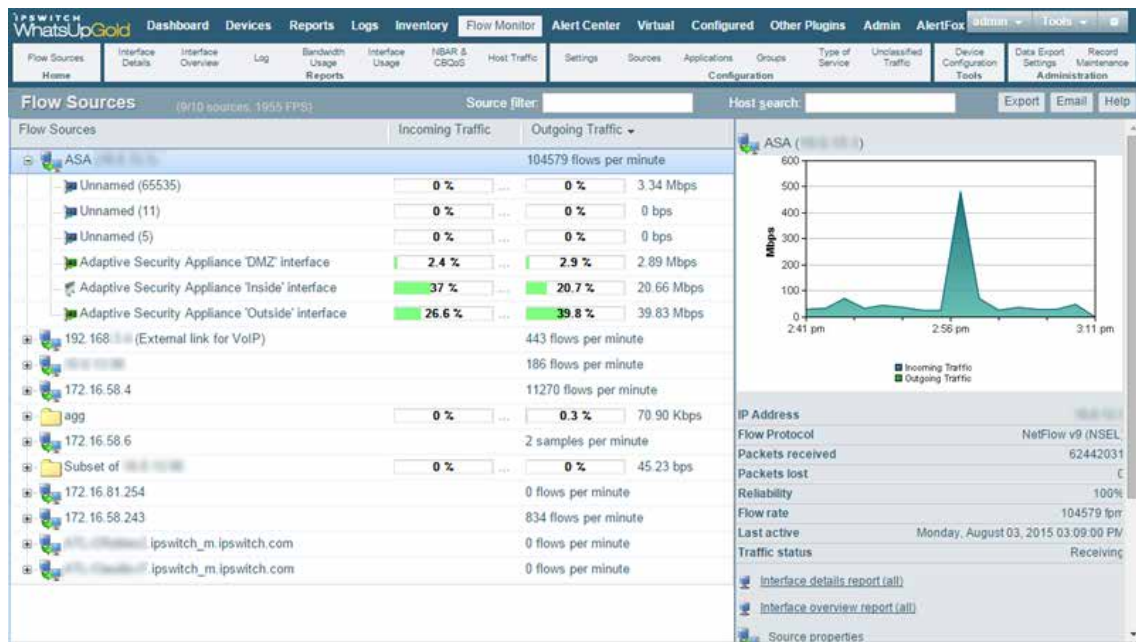 IPSWITCH
WhatsUpGold
Dashboard Devices Reports Logs Inventory Flow Monitor Alert Center Virtual Configured Other Plugins Admin AlertFox admin Tools
Flow Sources
Home
Interface Details Interface Overview Log Bandwidth Usage Interface Usage NBAR & CBQoS Host Traffic
Reports
Settings Sources Applications Groups Type of Service Unclassified Traffic
Configuration
Device Configuration
Tools
Data Export Settings Record Maintenance
Administration
Flow Sources (9/10 sources, 1955 FPS) Source filter: Host search: Export Email Help
Flow Sources Incoming Traffic Outgoing Traffic
ASA 104579 flows per minute
Unnamed (65535) 0 % ... 0 % 3.34 Mbps
Unnamed (11) 0 % ... 0 % 0 bps
Unnamed (5) 0 % ... 0 % 0 bps
Adaptive Security Appliance 'DMZ' interface 2.4 % ... 2.9 % 2.89 Mbps
Adaptive Security Appliance 'Inside' interface 37 % ... 20.7 % 20.66 Mbps
Adaptive Security Appliance 'Outside' interface 26.6 % ... 39.8 % 39.83 Mbps
192.168. (External link for VoIP) 443 flows per minute
186 flows per minute
172.16.58.4 11270 flows per minute
agg 0 % ... 0.3 % 70.90 Kbps
172.16.58.6 2 samples per minute
Subset of 0 % ... 0 % 45.23 bps
172.16.81.254 0 flows per minute
172.16.58.243 834 flows per minute
.ipswitch_m.ipswitch.com 0 flows per minute
.ipswitch_m.ipswitch.com 0 flows per minute
ASA ( )
Mbps
600
500
400
300
200
100
0
2:41 pm 2:56 pm 3:11 pm
Incoming Traffic
Outgoing Traffic
IP Address
Flow Protocol NetFlow v9 (NSEL
Packets received 62442031
Packets lost 0
Reliability 100%
Flow rate 104579 fpm
Last active Monday, August 03, 2015 03:09:00 PM
Traffic status Receiving
Interface details report (all)
Interface overview report (all)
Source properties